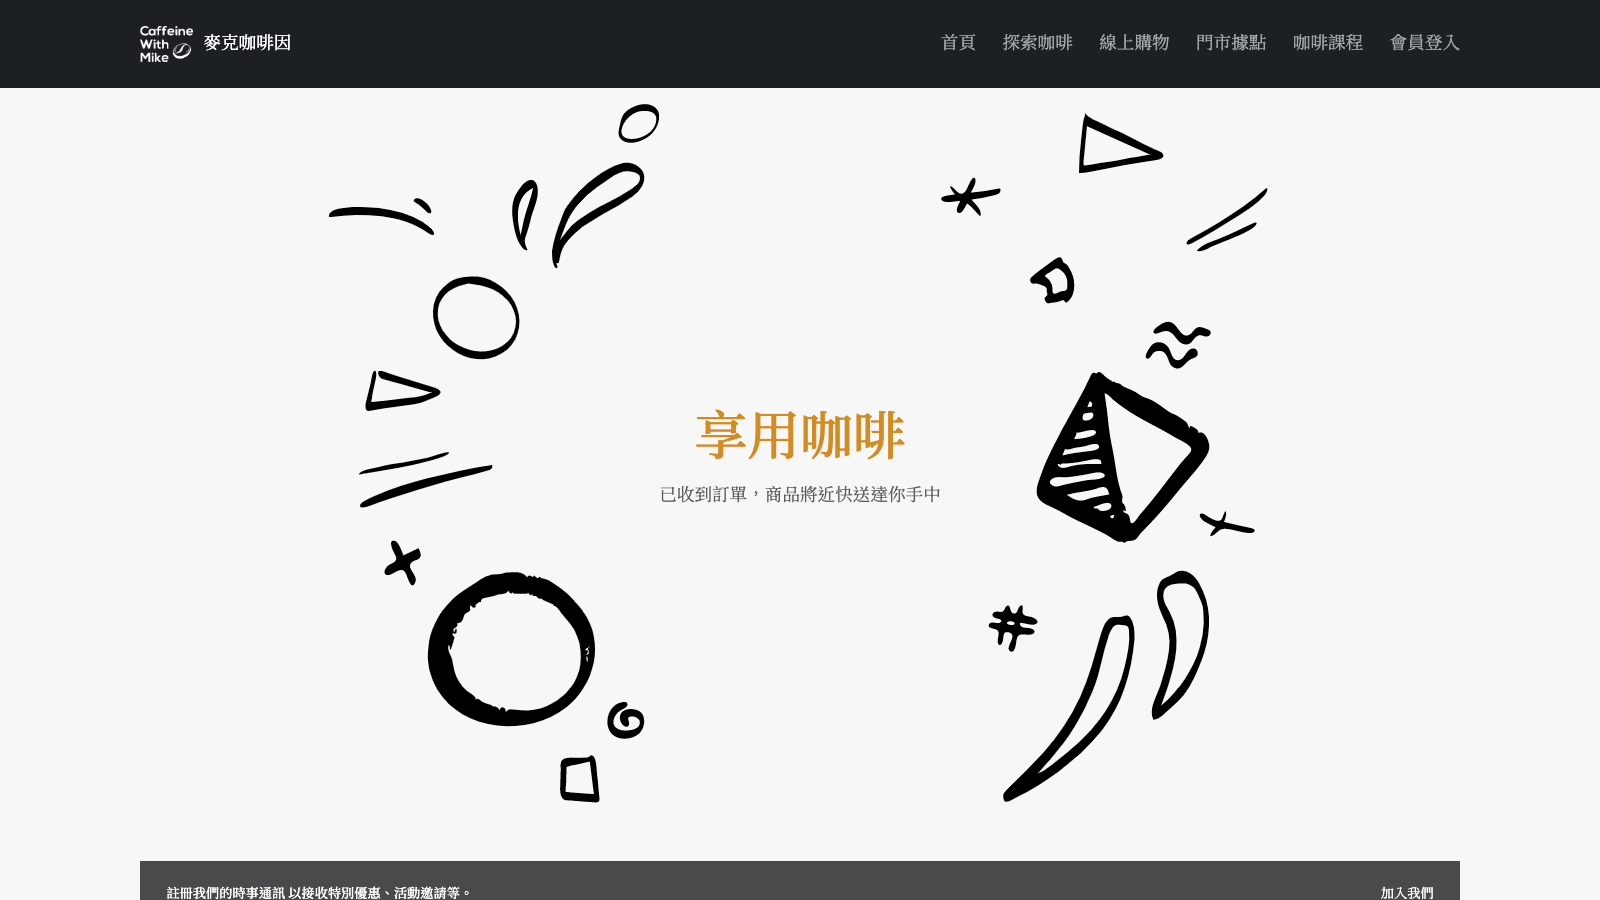 Caffeine
With
Mike
麥克咖啡因
首頁 探索咖啡 線上購物 門市據點 咖啡課程 會員登入
享用咖啡
已收到訂單，商品將近快送達你手中
註冊我們的時事通訊 以接收特別優惠、活動邀請等。
加入我們